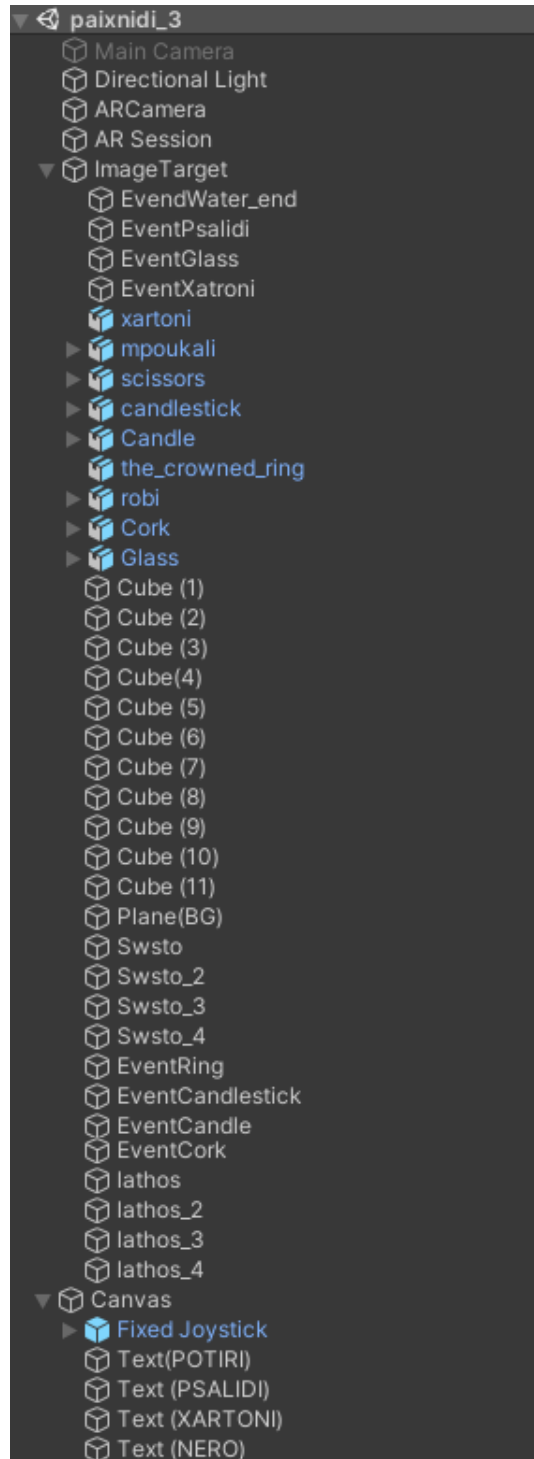 paixnidi_3
Main Camera
Directional Light
ARCamera
AR Session
ImageTarget
EvendWater_end
EventPsalidi
EventGlass
EventXatroni
xartoni
mpoukali
scissors
candlestick
Candle
the_crowned_ring
robi
Cork
Glass
Cube (1)
Cube (2)
Cube (3)
Cube(4)
Cube (5)
Cube (6)
Cube (7)
Cube (8)
Cube (9)
Cube (10)
Cube (11)
Plane(BG)
Swsto
Swsto_2
Swsto_3
Swsto_4
EventRing
EventCandlestick
EventCandle
EventCork
lathos
lathos_2
lathos_3
lathos_4
Canvas
Fixed Joystick
Text(POTIRI)
Text (PSALIDI)
Text (XARTONI)
Text (NERO)